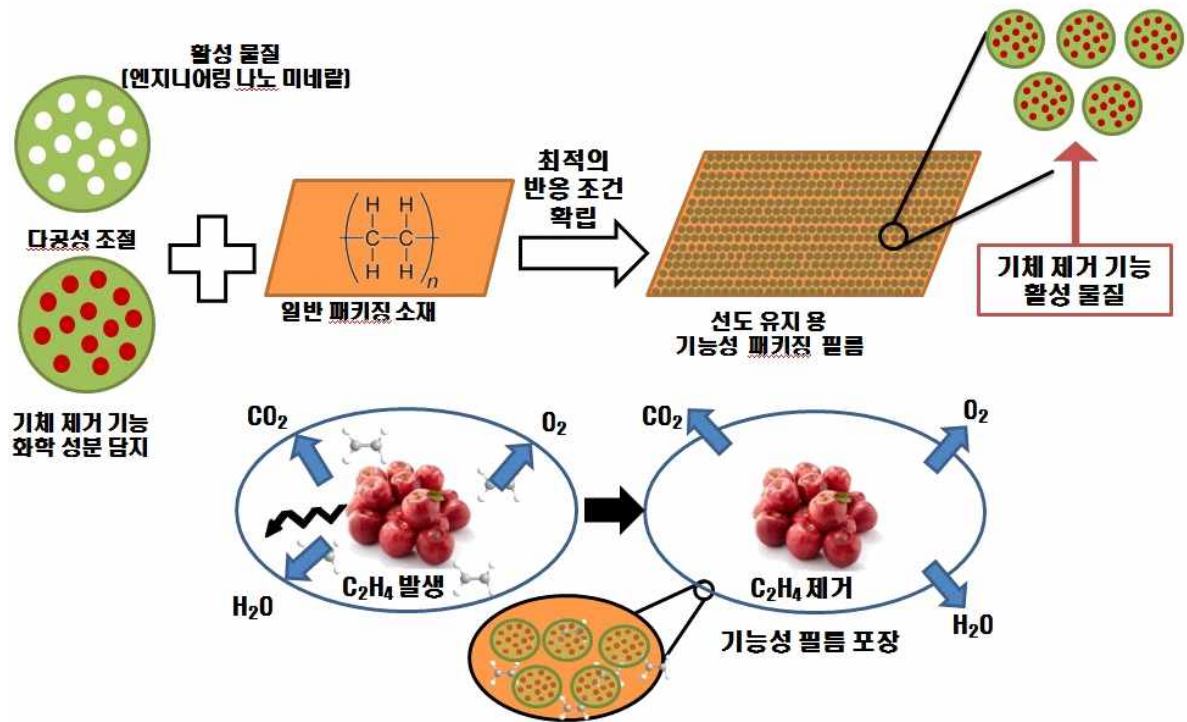 활성 물질
(엔지니어링 나노 미네랄)
다공성 조절
기체 제거 기능
화학 성분 담지
H H
C C
H H
n
일반 패키징 소재
최적의
반응 조건
확립
선도 유지 용
기능성 패키징 필름
기체 제거 기능
활성 물질
CO₂
O₂
H₂O
C₂H₄ 발생
CO₂
O₂
H₂O
C₂H₄ 제거
기능성 필름 포장